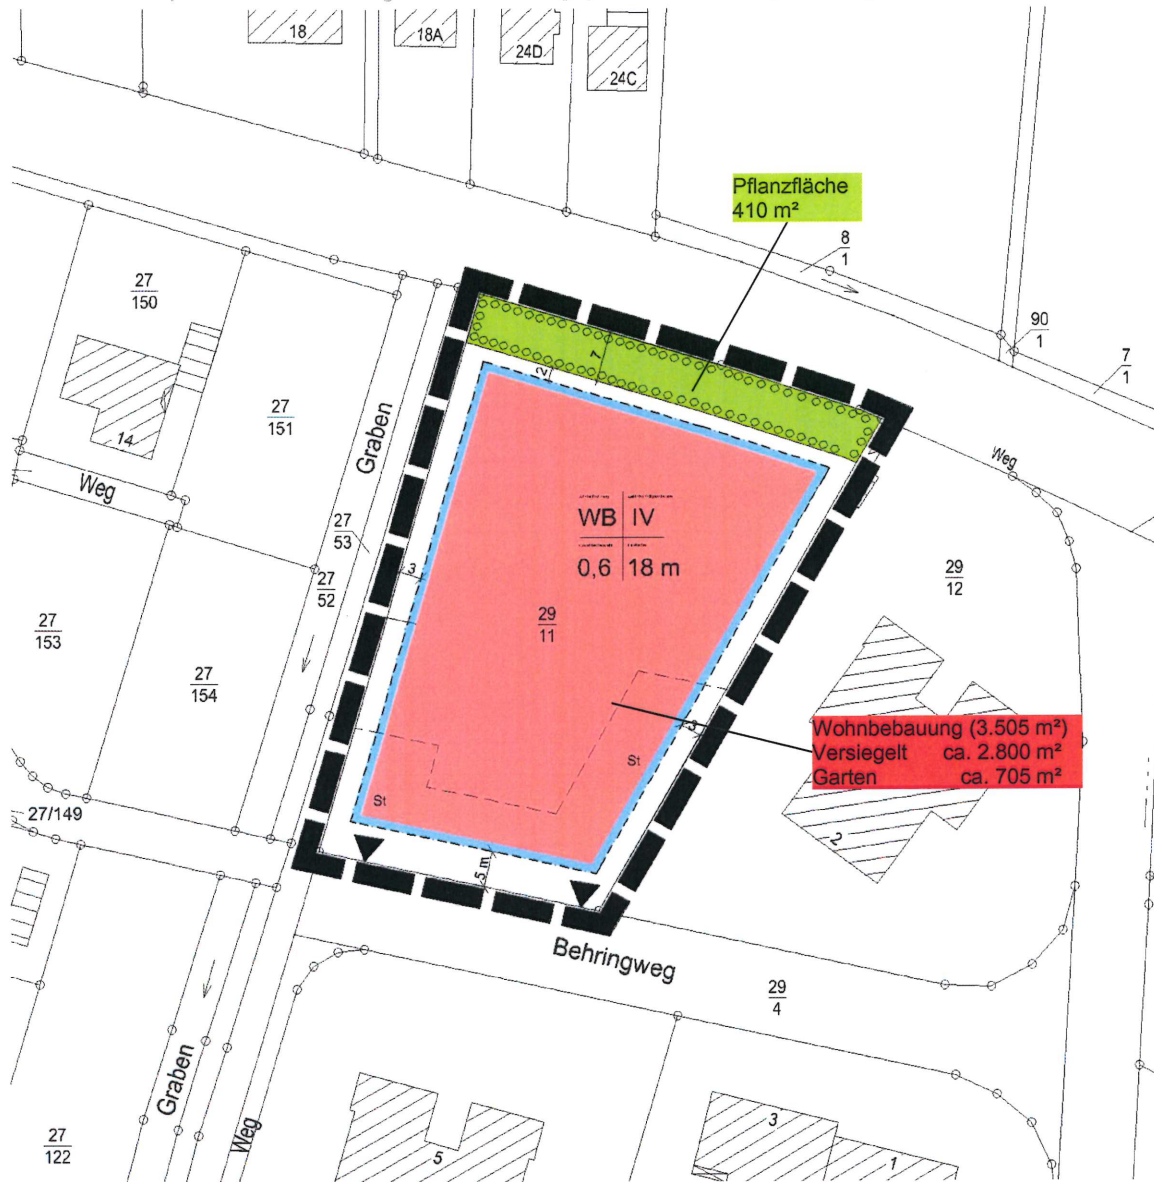 18
18A
24D
24C
Pflanzfläche
410 m²
8
1
90
1
7
1
27
150
14
27
151
Graben
7
2
Weg
Weg
27
53
27
52
3
WB IV
0,6 18 m
29
11
29
12
27
153
27
154
Wohnbebauung (3.505 m²)
Versiegelt ca. 2.800 m²
Garten ca. 705 m²
3
St
St
2
27/149
5 m
Behringweg
29
4
Graben
Weg
27
122
5
3
1